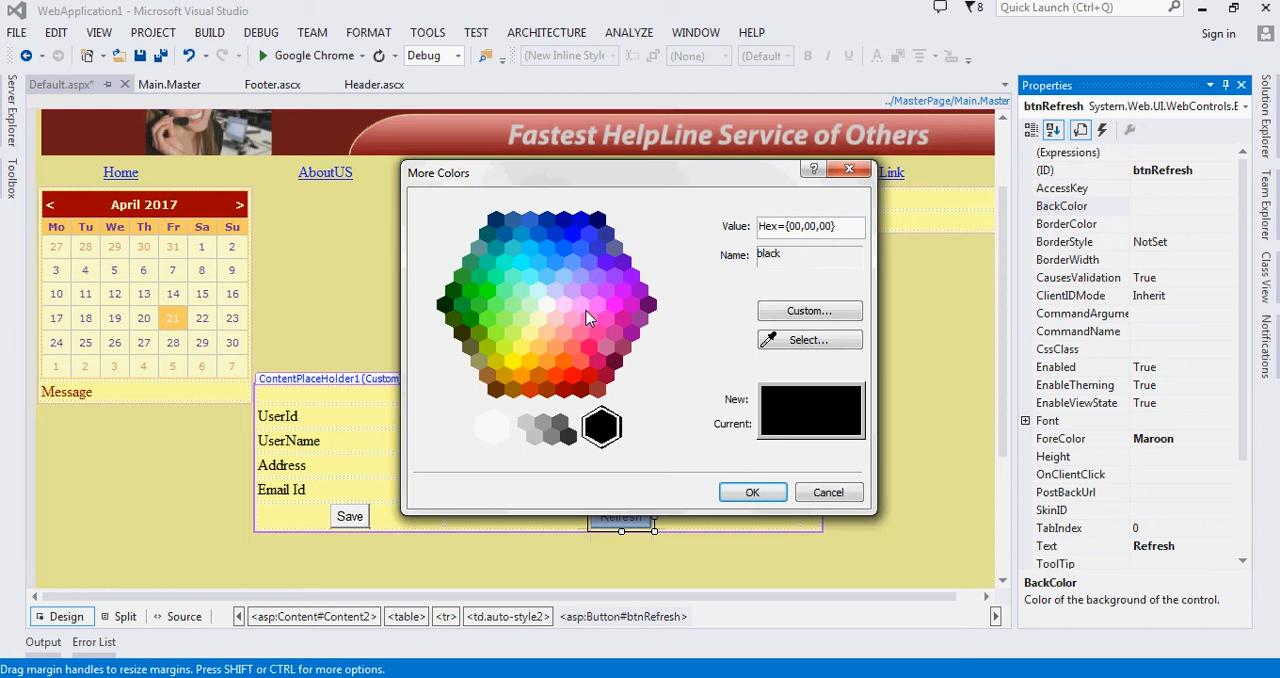 WebApplication1 - Microsoft Visual Studio
8
Quick Launch (Ctrl+Q)
FILE EDIT VIEW PROJECT BUILD DEBUG TEAM FORMAT TOOLS TEST ARCHITECTURE ANALYZE WINDOW HELP
Sign in
Google Chrome
Debug
(New Inline Style
(None)
(Default
B I U A
Server Explorer
Toolbox
Default.aspx*
Main.Master
Footer.ascx
Header.ascx
../MasterPage/Main.Master
Fastest HelpLine Service of Others
Home
AboutUS
Link
< April 2017 >
Mo Tu We Th Fr Sa Su
27 28 29 30 31 1 2
3 4 5 6 7 8 9
10 11 12 13 14 15 16
17 18 19 20 21 22 23
24 25 26 27 28 29 30
1 2 3 4 5 6 7
Message
ContentPlaceHolder1 (Custom
UserId
UserName
Address
Email Id
Save
Refresh
More Colors
Value: Hex={00,00,00}
Name: black
Custom...
Select...
New:
Current:
OK
Cancel
Properties
btnRefresh System.Web.UI.WebControls.E
(Expressions)
(ID) btnRefresh
AccessKey
BackColor
BorderColor
BorderStyle NotSet
BorderWidth
CausesValidation True
ClientIDMode Inherit
CommandArgume
CommandName
CssClass
Enabled True
EnableTheming True
EnableViewState True
Font
ForeColor Maroon
Height
OnClientClick
PostBackUrl
SkinID
TabIndex 0
Text Refresh
ToolTip
BackColor
Color of the background of the control.
Solution Explorer
Team Explorer
Class View
Notifications
Design
Split
Source
<asp:Content#Content2> <table> <tr> <td.auto-style2> <asp:Button#btnRefresh>
Output
Error List
Drag margin handles to resize margins. Press SHIFT or CTRL for more options.